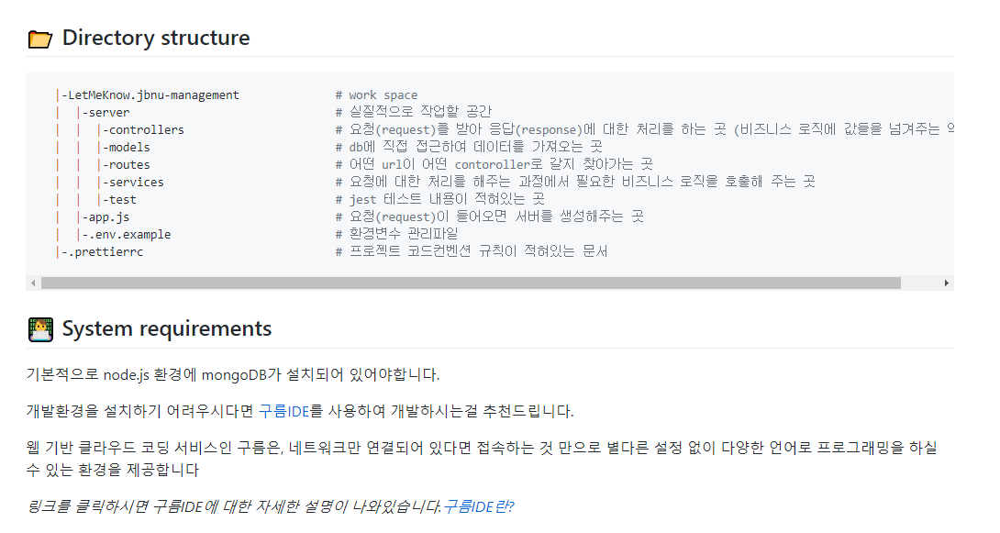 Directory structure
|-LetMeKnow.jbnu-management # work space
| |-server # 실질적으로 작업할 공간
| | |-controllers # 요청(request)를 받아 응답(response)에 대한 처리를 하는 곳 (비즈니스 로직에 값들을 넘겨주는
| | |-models # db에 직접 접근하여 데이터를 가져오는 곳
| | |-routes # 어떤 url이 어떤 contoroller로 갈지 찾아가는 곳
| | |-services # 요청에 대한 처리를 해주는 과정에서 필요한 비즈니스 로직을 호출해 주는 곳
| | |-test # jest 테스트 내용이 적혀있는 곳
| |-app.js # 요청(request)이 들어오면 서버를 생성해주는 곳
| |-.env.example # 환경변수 관리파일
|-.prettierrc # 프로젝트 코드컨벤션 규칙이 적혀있는 문서
System requirements
기본적으로 node.js 환경에 mongoDB가 설치되어 있어야합니다.
개발환경을 설치하기 어려우시다면 구름IDE를 사용하여 개발하시는걸 추천드립니다.
웹 기반 클라우드 코딩 서비스인 구름은, 네트워크만 연결되어 있다면 접속하는 것 만으로 별다른 설정 없이 다양한 언어로 프로그래밍을 하실
수 있는 환경을 제공합니다
링크를 클릭하시면 구름IDE에 대한 자세한 설명이 나와있습니다.구름IDE란?